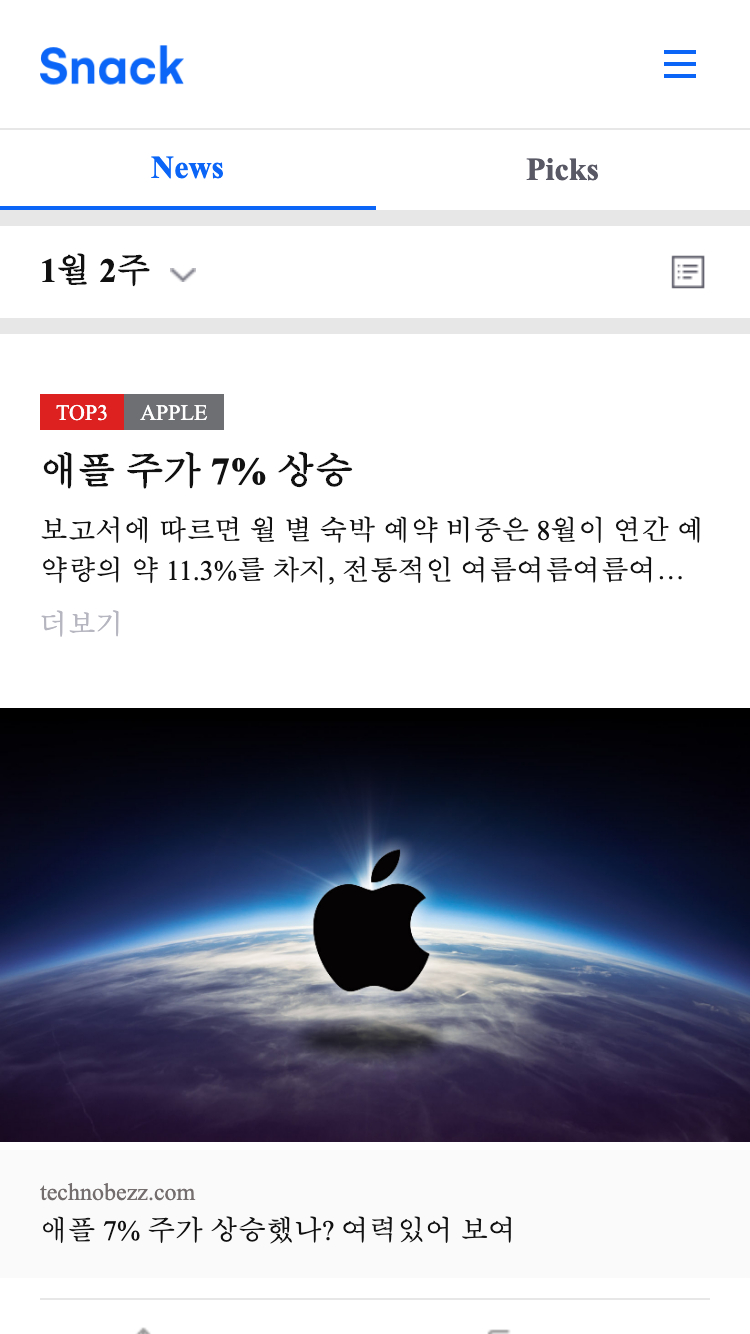 Snack
News
Picks
1월 2주
TOP3
APPLE
애플 주가 7% 상승
보고서에 따르면 월 별 숙박 예약 비중은 8월이 연간 예
약량의 약 11.3%를 차지, 전통적인 여름여름여름여…
더보기
technobezz.com
애플 7% 주가 상승했나? 여력있어 보여